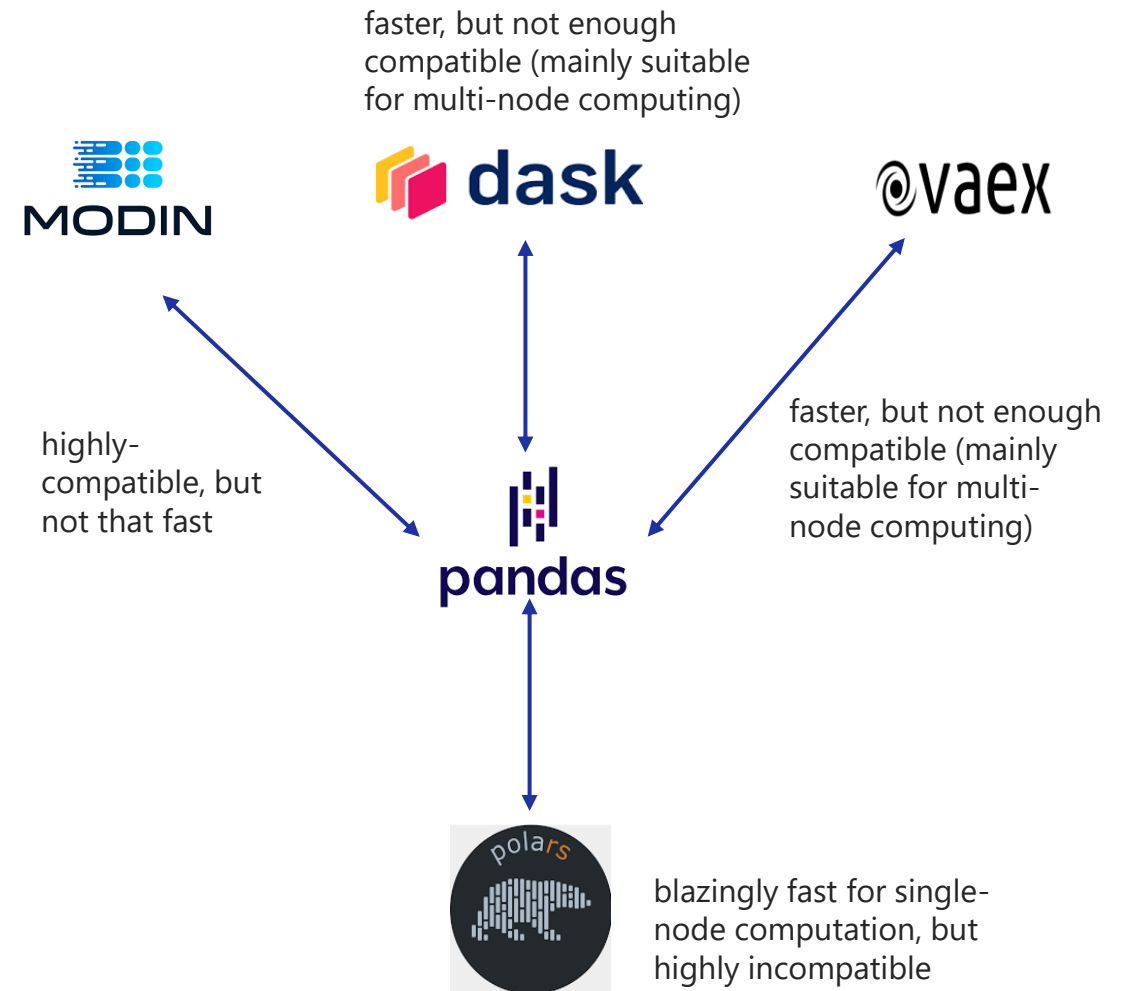 faster, but not enough
compatible (mainly suitable
for multi-node computing)
MODIN
dask
vaex
highly-
compatible, but
not that fast
faster, but not enough
compatible (mainly
suitable for multi-
node computing)
pandas
polars
blazingly fast for single-
node computation, but
highly incompatible